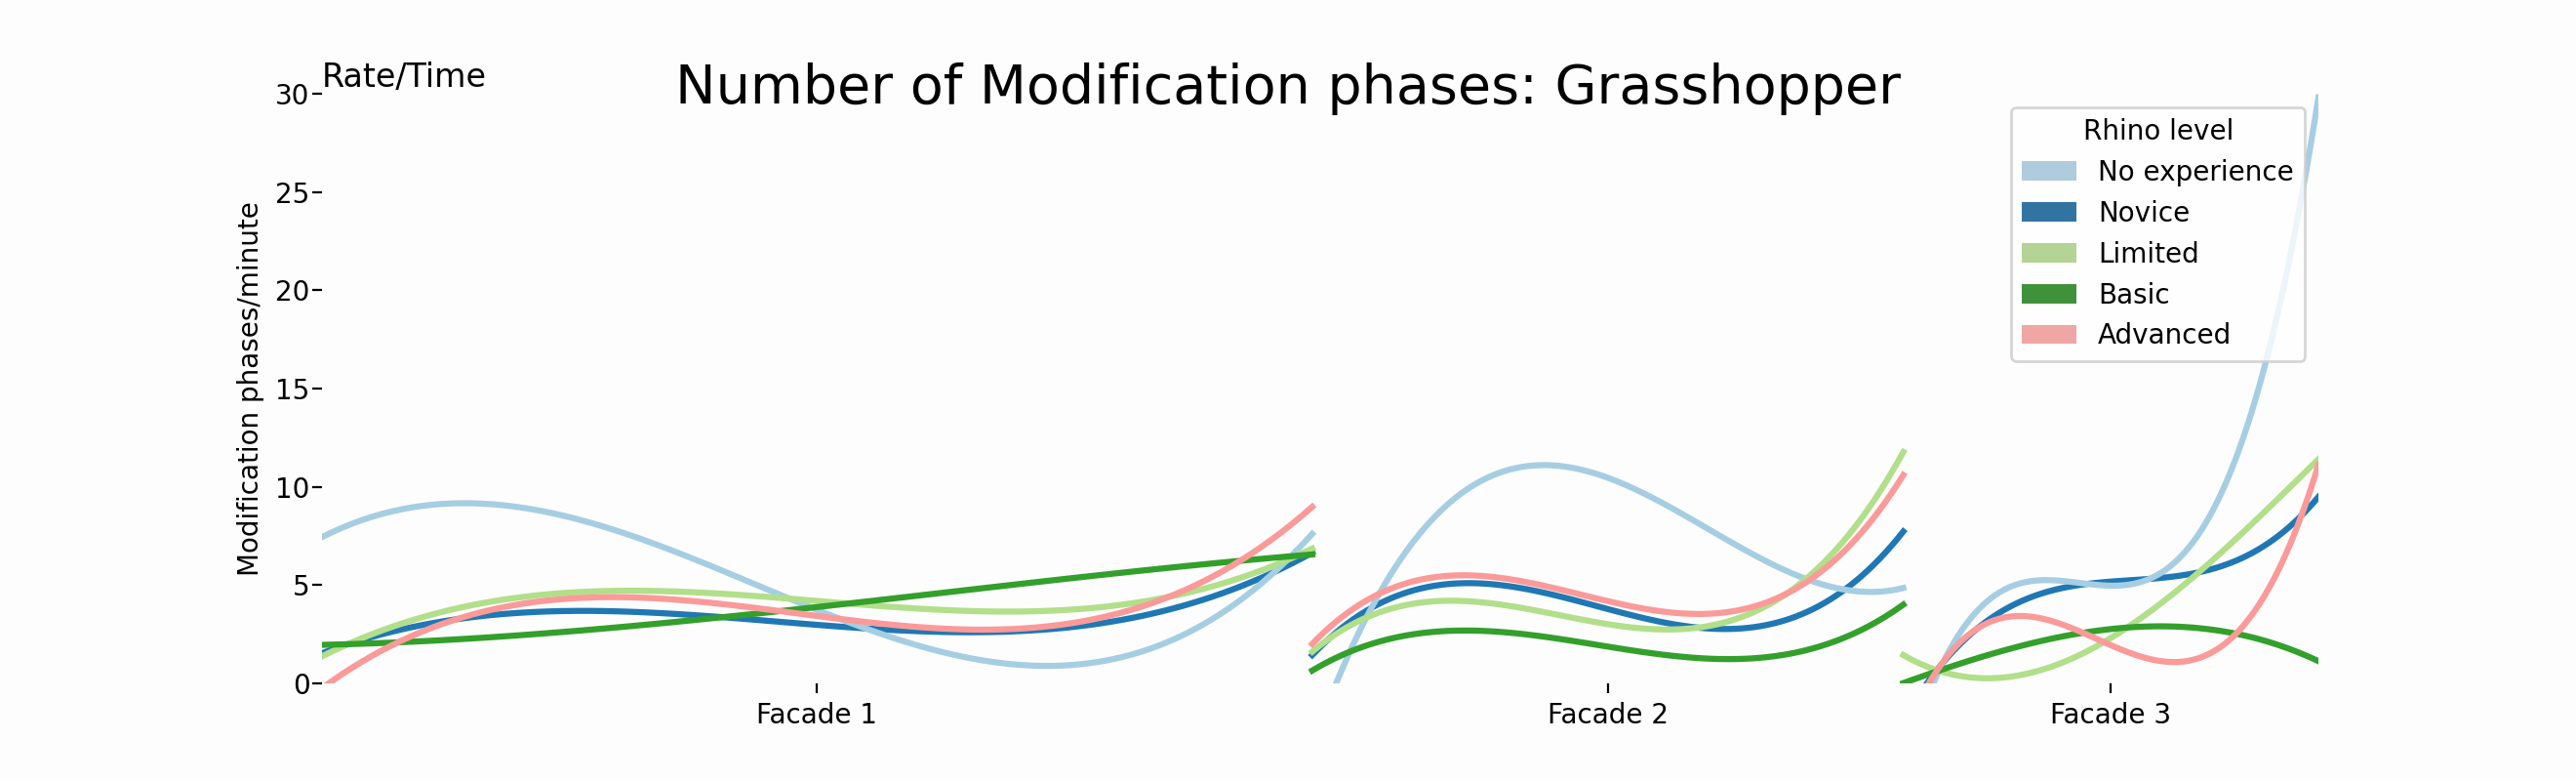 Rate/Time
Number of Modification phases: Grasshopper
Modification phases/minute
30
25
20
15
10
5
0
Rhino level
No experience
Novice
Limited
Basic
Advanced
Facade 1
Facade 2
Facade 3